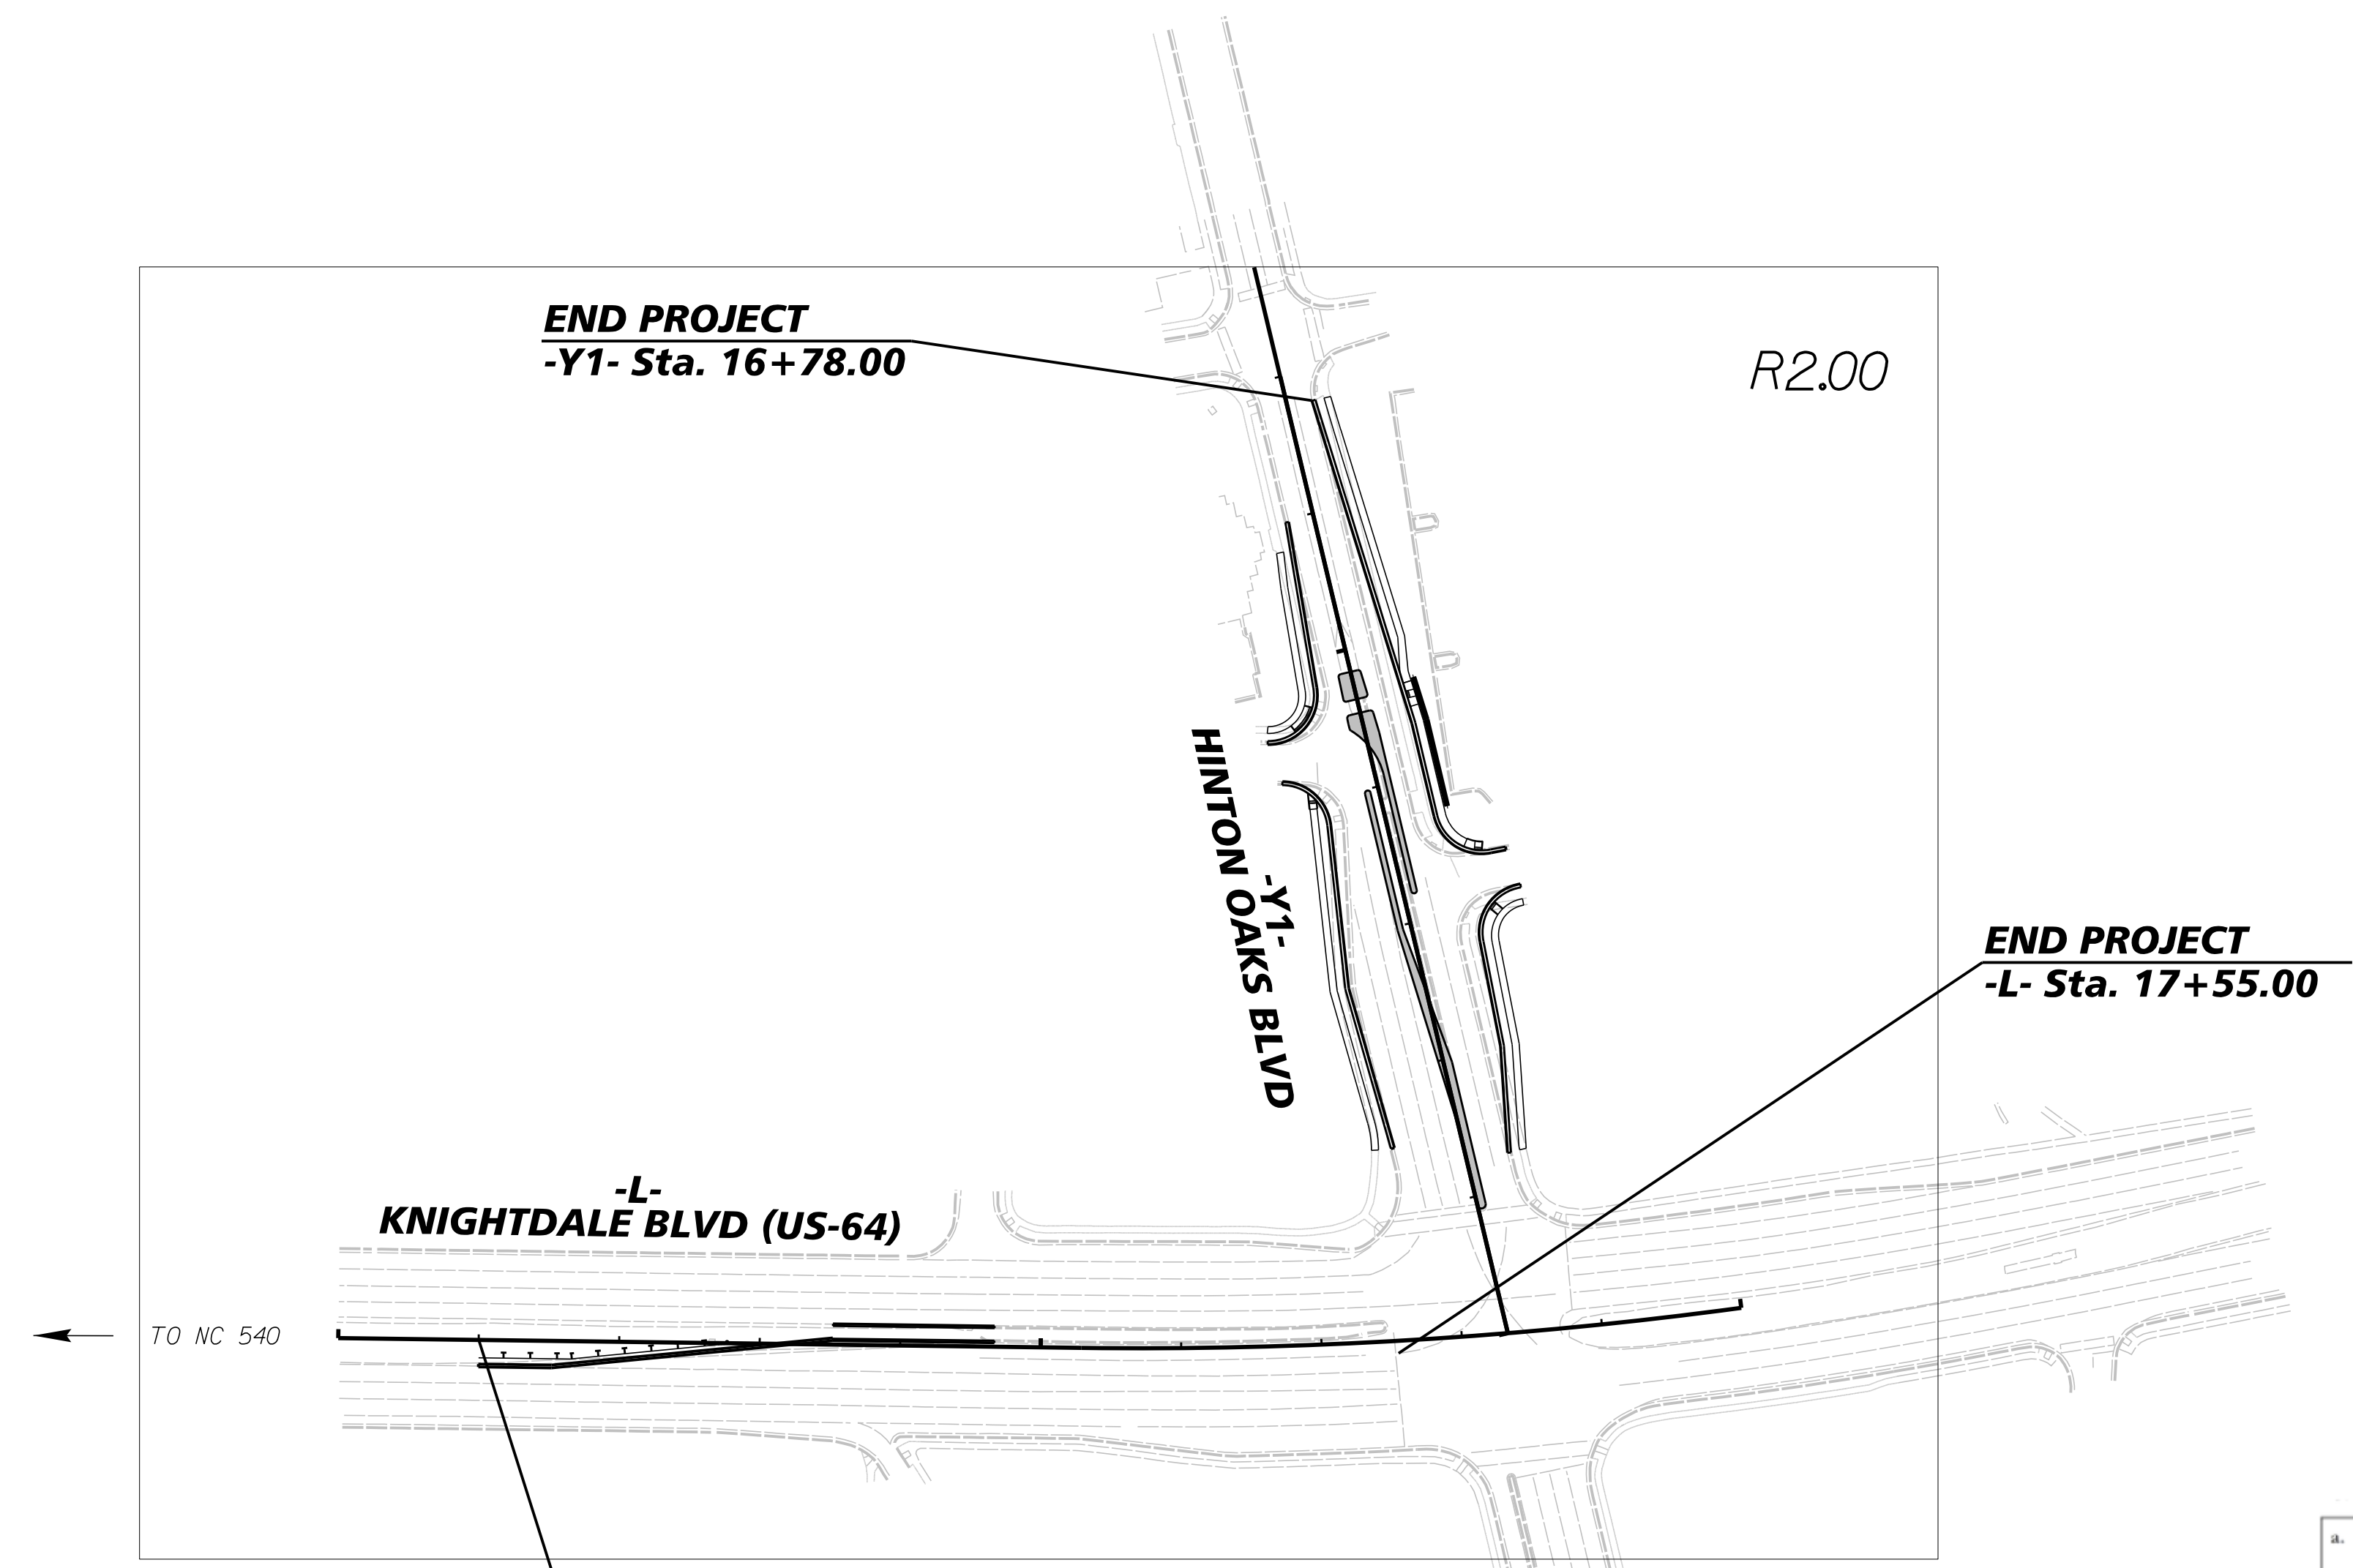 END PROJECT
-Y1- Sta. 16+78.00
R2.00
-Y1-
HINTON OAKS BLVD
END PROJECT
-L- Sta. 17+55.00
-L-
KNIGHTDALE BLVD (US-64)
TO NC 540
a.